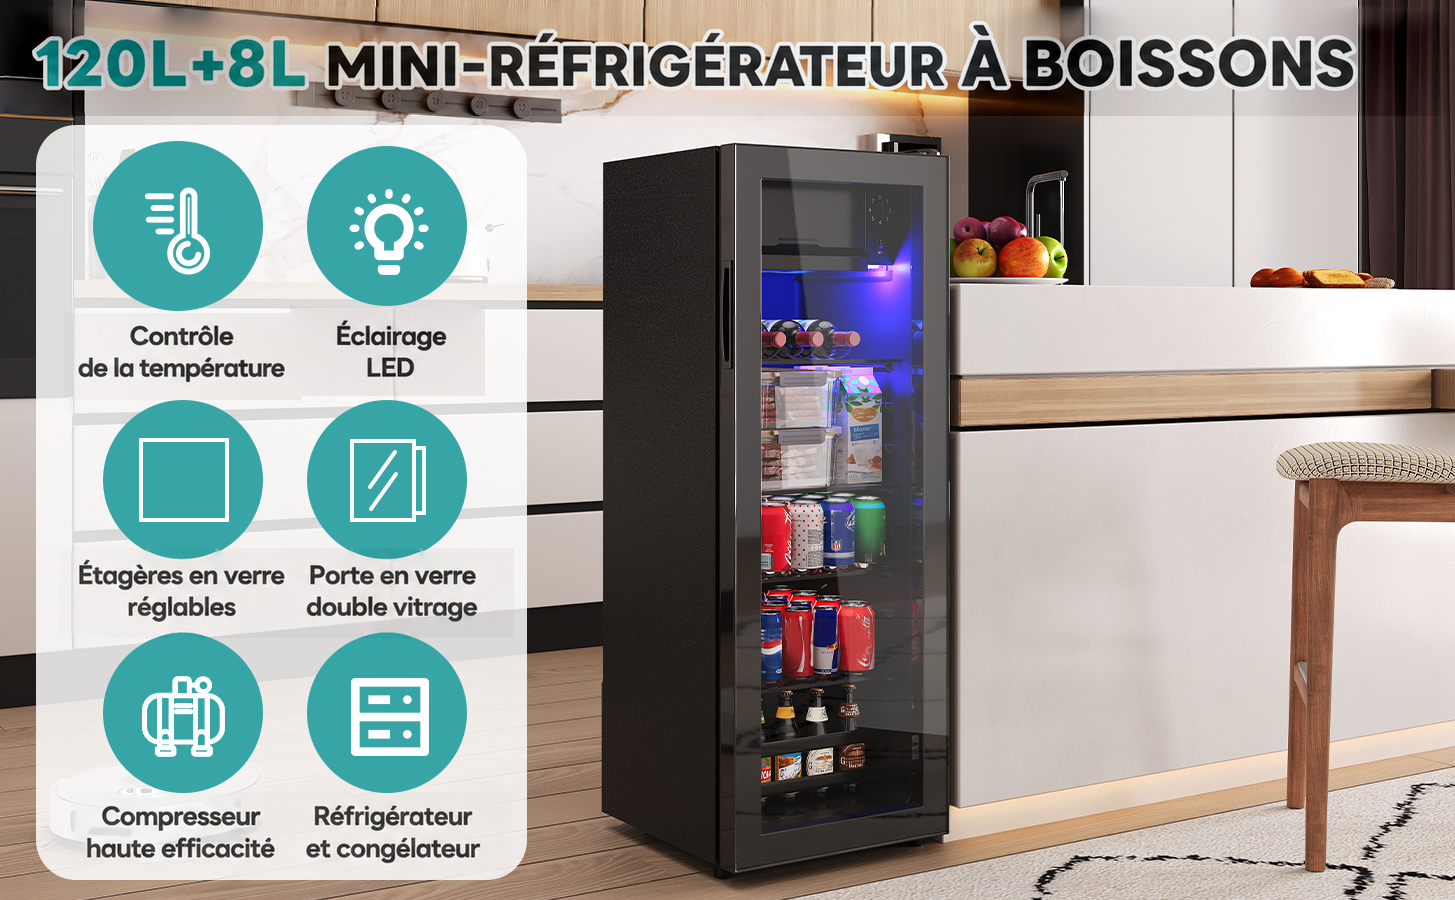 120L+8L MINI-RÉFRIGÉRATEUR À BOISSONS
Contrôle
de la température
Éclairage
LED
Étagères en verre
réglables
Porte en verre
double vitrage
Compresseur
haute efficacité
Réfrigérateur
et congélateur